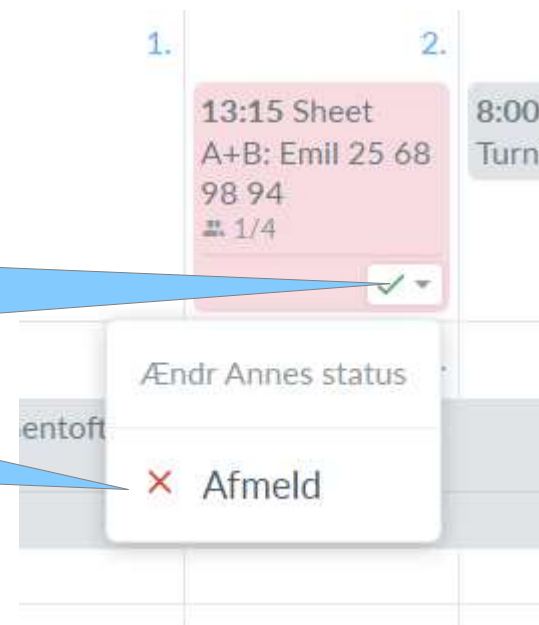 1.
2.
13:15 Sheet
A+B: Emil 25 68
98 94
1/4
8:00
Turn
Ændr Annes status
entoft
Afmeld